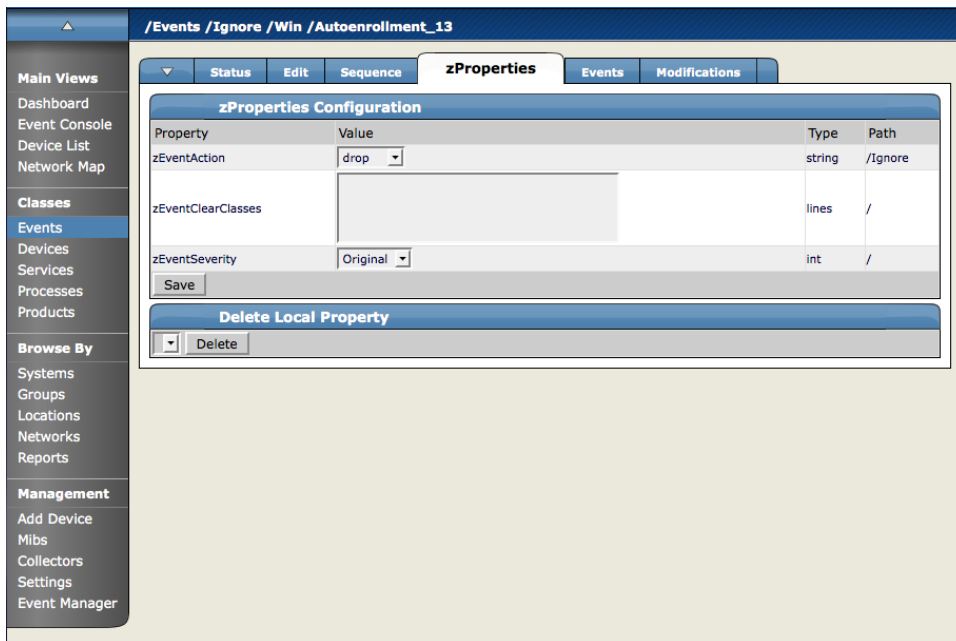 /Events /Ignore /Win /Autoenrollment_13
Main Views
Dashboard
Event Console
Device List
Network Map
Classes
Events
Devices
Services
Processes
Products
Browse By
Systems
Groups
Locations
Networks
Reports
Management
Add Device
Mibs
Collectors
Settings
Event Manager
Status Edit Sequence zProperties Events Modifications
zProperties Configuration
Property Value Type Path
zEventAction drop string /Ignore
zEventClearClasses lines /
zEventSeverity Original int /
Save
Delete Local Property
Delete